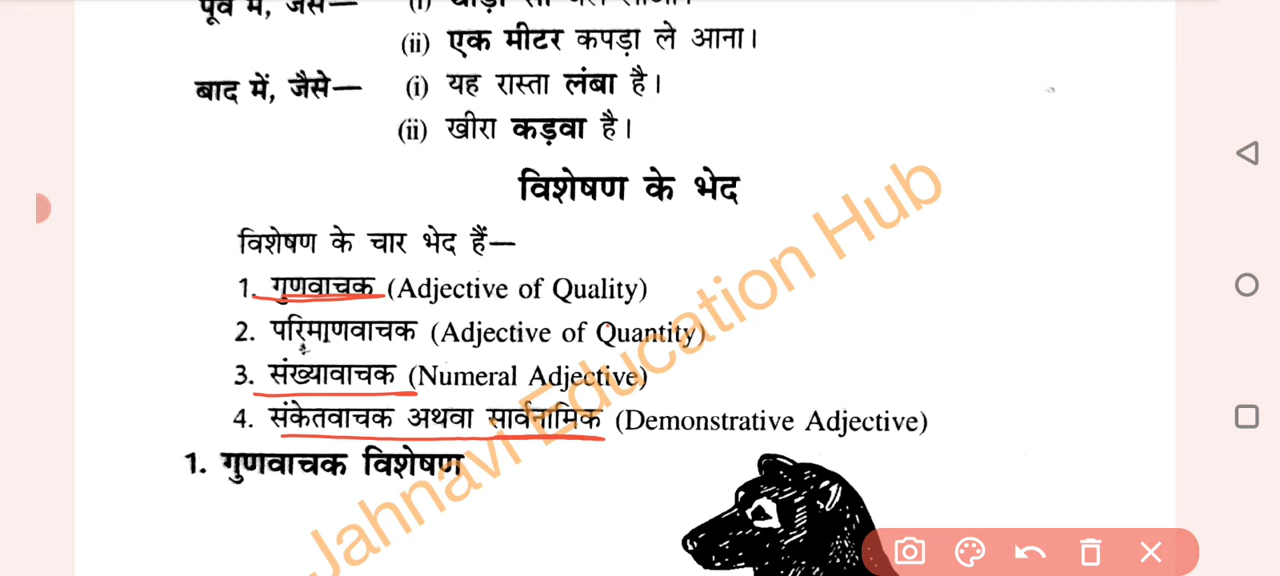 पूर्व में, जैसे—
(ii) एक मीटर कपड़ा ले आना।
बाद में, जैसे— (i) यह रास्ता लंबा है।
(ii) खीरा कड़वा है।
विशेषण के भेद
विशेषण के चार भेद हैं—
1. गुणवाचक (Adjective of Quality)
2. परिमाणवाचक (Adjective of Quantity)
3. संख्यावाचक (Numeral Adjective)
4. संकेतवाचक अथवा सार्वनामिक (Demonstrative Adjective)
1. गुणवाचक विशेषण
Jahnavi Education Hub